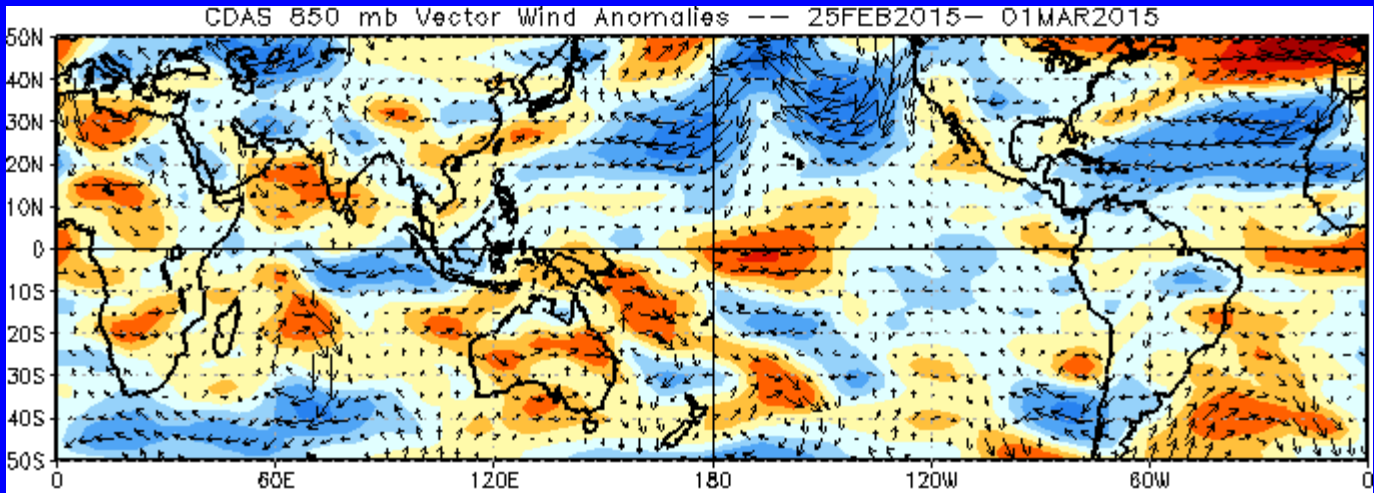 CDAS 850 mb Vector Wind Anomalies -- 25FEB2015- 01MAR2015
50N
40N
30N
20N
10N
0
10S
20S
30S
40S
50S
0 60E 120E 180 120W 60W 0